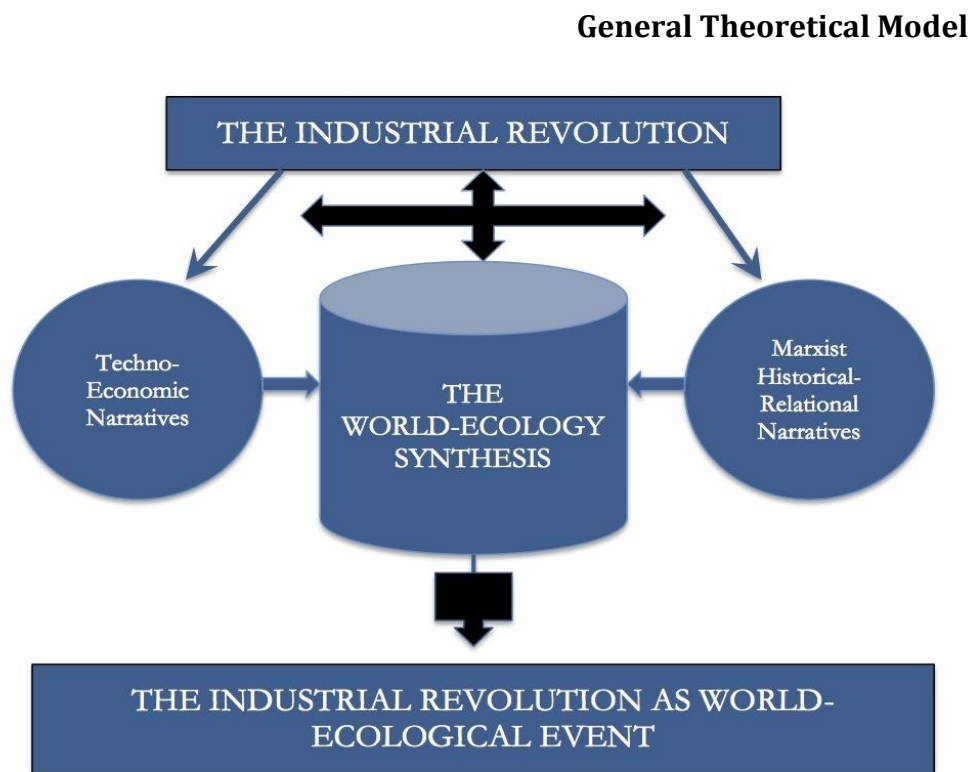 General Theoretical Model
THE INDUSTRIAL REVOLUTION
Techno-
Economic
Narratives
THE
WORLD-ECOLOGY
SYNTHESIS
Marxist
Historical-
Relational
Narratives
THE INDUSTRIAL REVOLUTION AS WORLD-
ECOLOGICAL EVENT